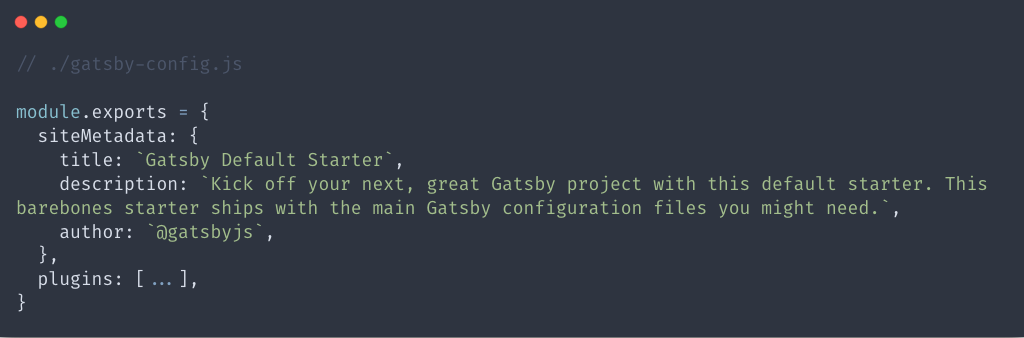 // ./gatsby-config.js

module.exports = {
  siteMetadata: {
    title: `Gatsby Default Starter`,
    description: `Kick off your next, great Gatsby project with this default starter. This
barebones starter ships with the main Gatsby configuration files you might need.`,
    author: `@gatsbyjs`,
  },
  plugins: [...],
}